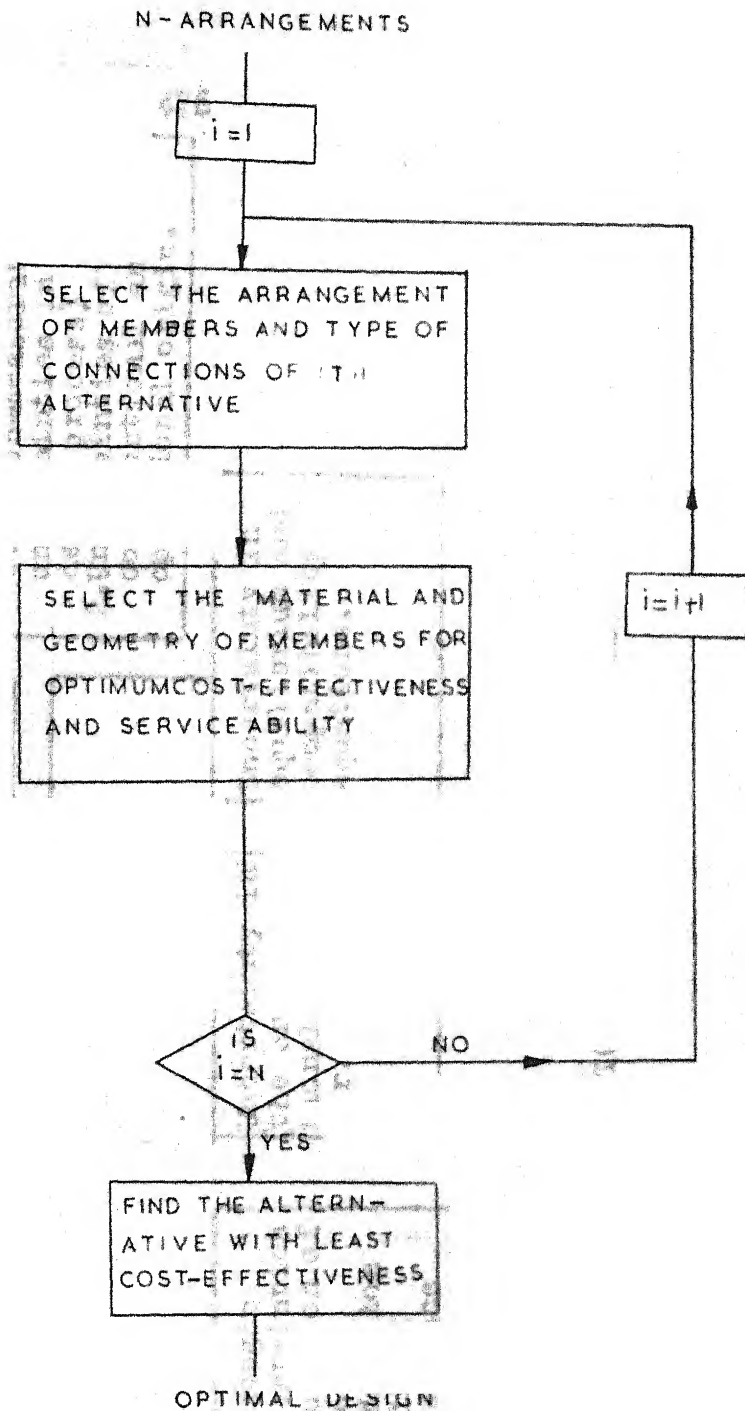 N-ARRANGEMENTS
i=1
SELECT THE ARRANGEMENT
OF MEMBERS AND TYPE OF
CONNECTIONS OF iTH
ALTERNATIVE
SELECT THE MATERIAL AND
GEOMETRY OF MEMBERS FOR
OPTIMUMCOST-EFFECTIVENESS
AND SERVICEABILITY
i=i+1
iS
i=N
NO
YES
FIND THE ALTERN-
ATIVE WITH LEAST
COST-EFFECTIVENESS
OPTIMAL DESIGN